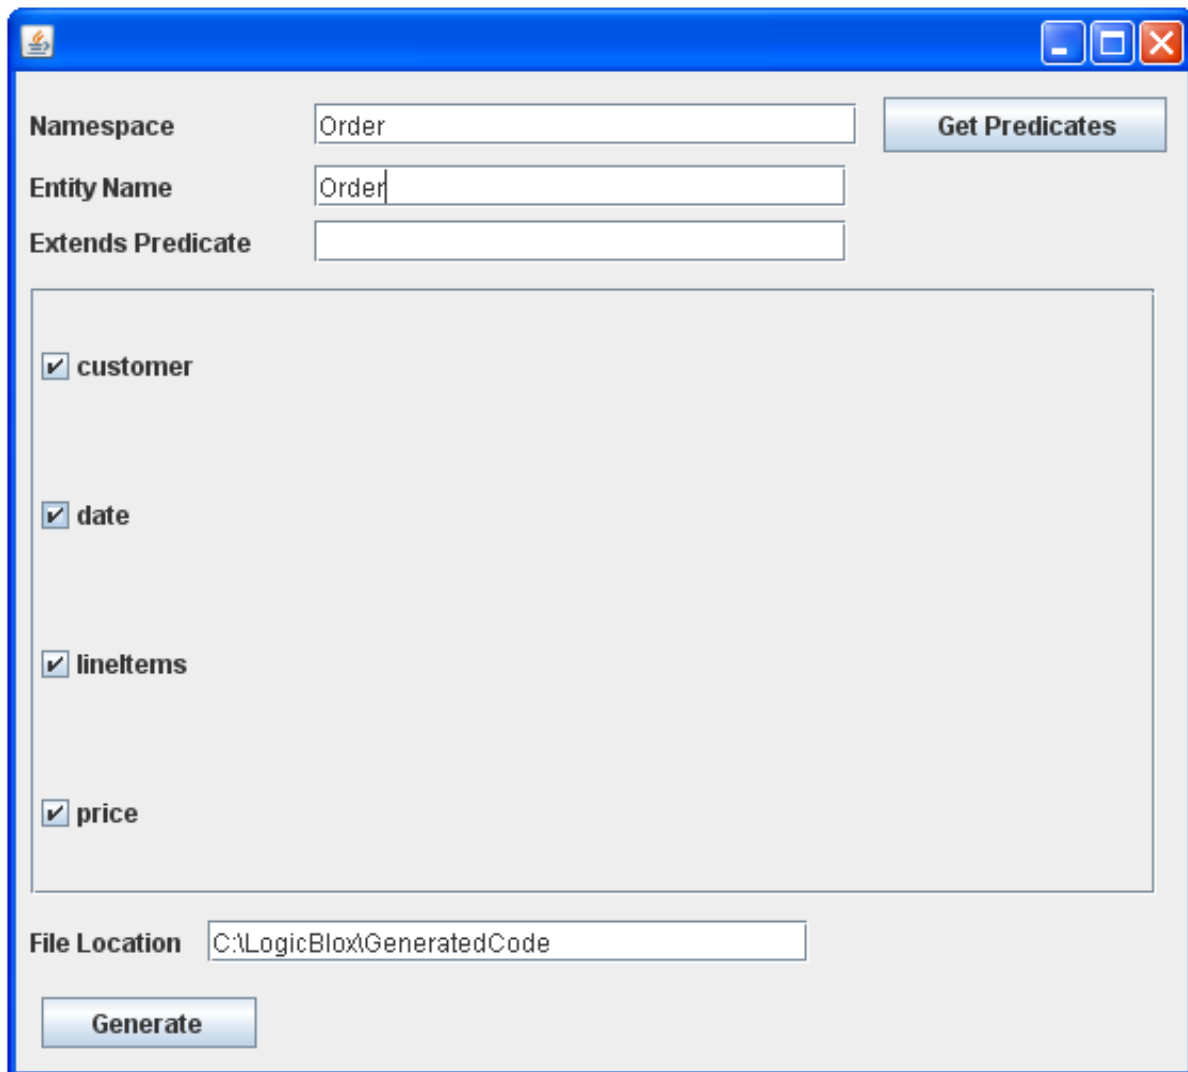 Namespace Order Get Predicates
Entity Name Order
Extends Predicate
customer
date
lineItems
price
File Location C:\LogicBlox\GeneratedCode
Generate